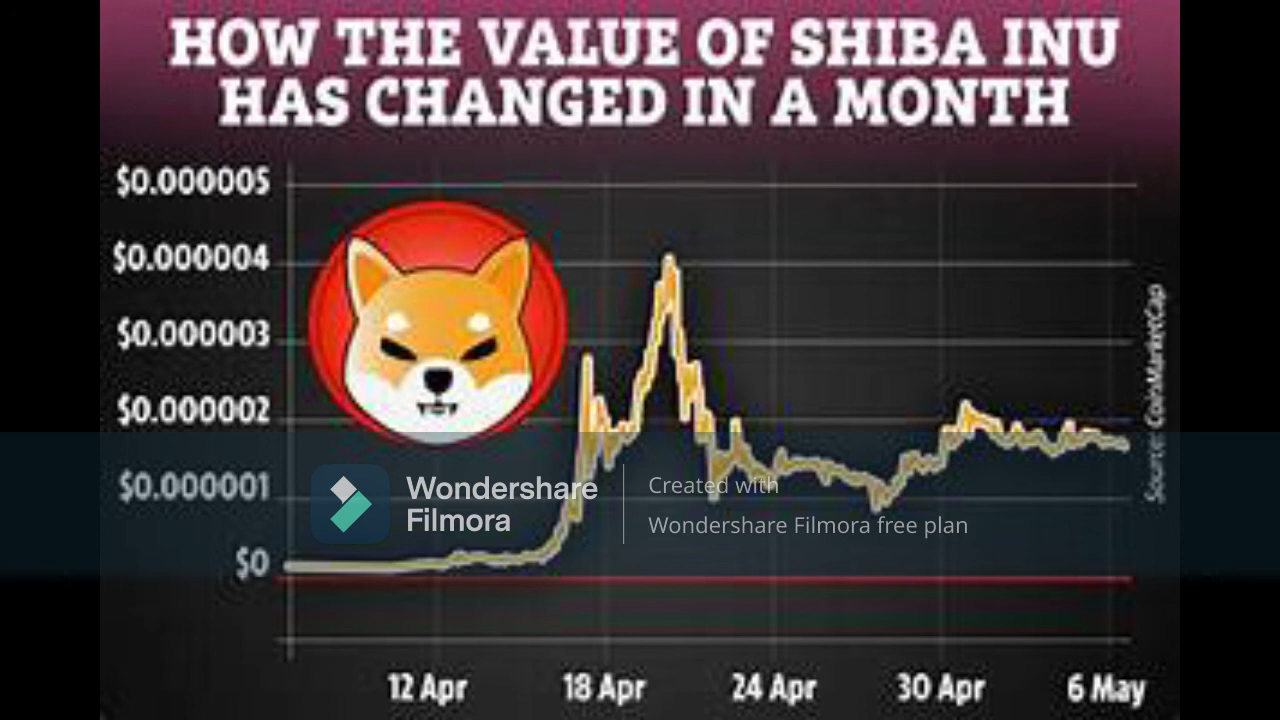 HOW THE VALUE OF SHIBA INU
HAS CHANGED IN A MONTH
$0.000005
$0.000004
$0.000003
$0.000002
$0.000001
$0
Source: CoinMarketCap
Wondershare
Filmora
Created with
Wondershare Filmora free plan
12 Apr
18 Apr
24 Apr
30 Apr
6 May